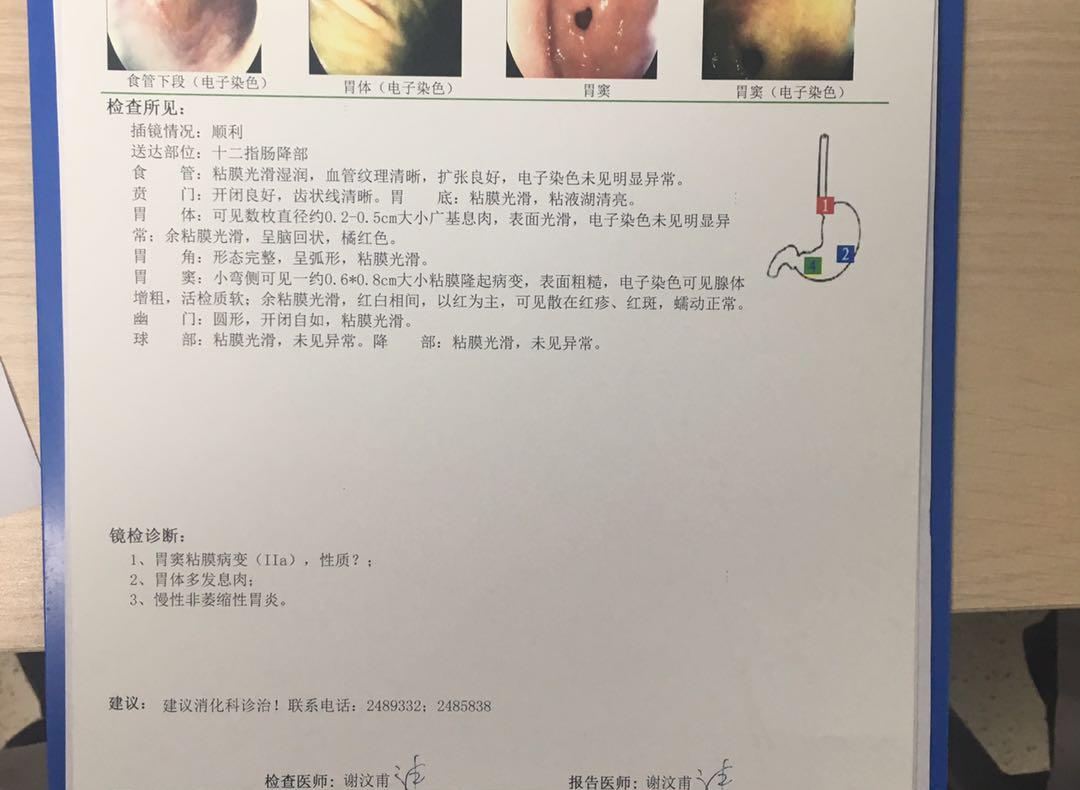 食管下段（电子染色）
胃体（电子染色）
胃窦
胃窦（电子染色）
检查所见：
插镜情况：顺利
送达部位：十二指肠降部
食　　管：粘膜光滑湿润，血管纹理清晰，扩张良好，电子染色未见明显异常。
贲　　门：开闭良好，齿状线清晰。胃　　底：粘膜光滑，粘液湖清亮。
胃　　体：可见数枚直径约0.2-0.5cm大小广基息肉，表面光滑，电子染色未见明显异
常；余粘膜光滑，呈脑回状，橘红色。
胃　　角：形态完整，呈弧形，粘膜光滑。
胃　　窦：小弯侧可见一约0.6*0.8cm大小粘膜隆起病变，表面粗糙，电子染色可见腺体
增粗，活检质软；余粘膜光滑，红白相间，以红为主，可见散在红疹、红斑，蠕动正常。
幽　　门：圆形，开闭自如，粘膜光滑。
球　　部：粘膜光滑，未见异常。降　　部：粘膜光滑，未见异常。
1
2
4
镜检诊断：
1、胃窦粘膜病变（IIa），性质？；
2、胃体多发息肉；
3、慢性非萎缩性胃炎。
建议： 建议消化科诊治！联系电话：2489332；2485838
检查医师：谢汶甫
报告医师：谢汶甫